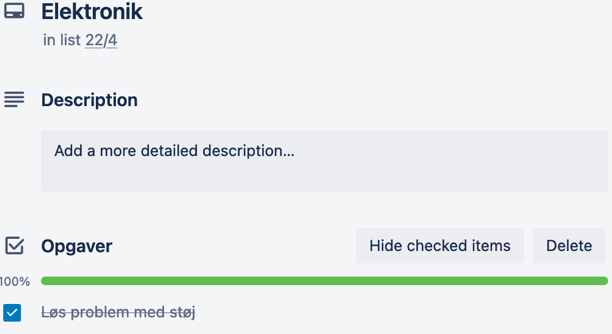 Elektronik
in list 22/4
Description
Add a more detailed description...
Opgaver
Hide checked items
Delete
100%
Løs problem med støj